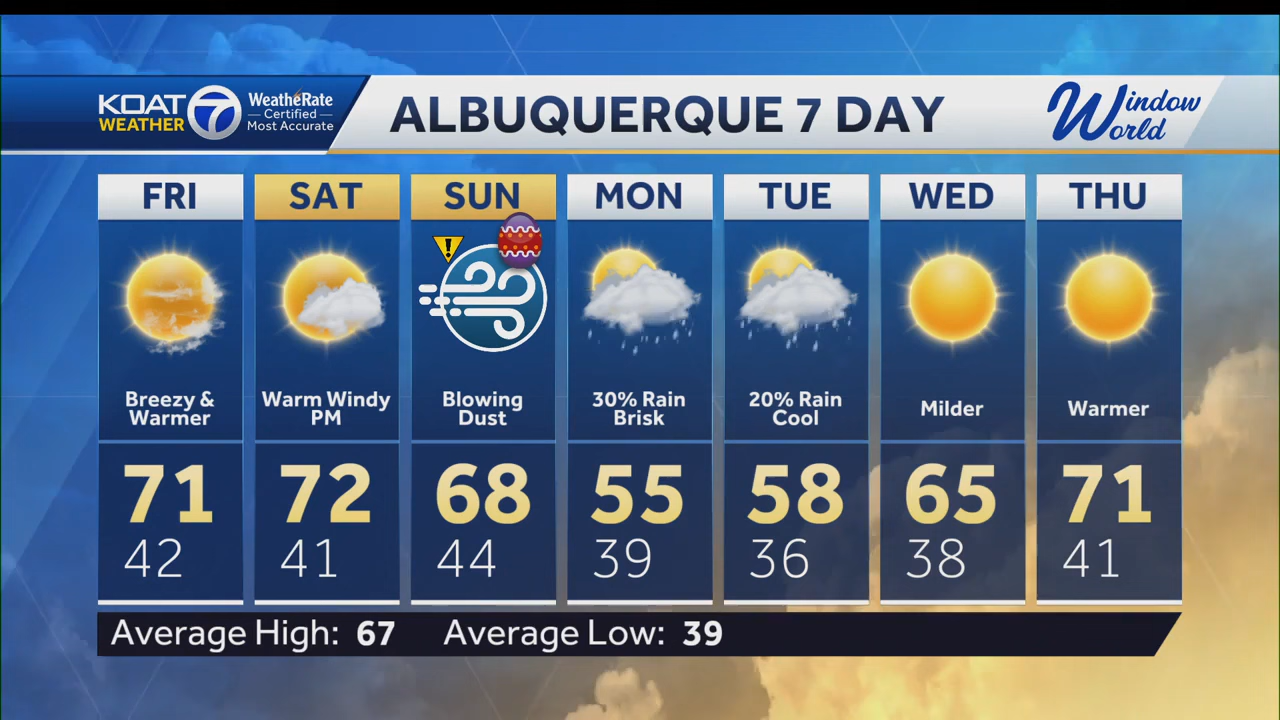 KOAT
WEATHER
7
WeatheRate
Certified
Most Accurate
ALBUQUERQUE 7 DAY
Window
World
FRI
SAT
SUN
MON
TUE
WED
THU
!
Breezy &
Warmer
Warm Windy
PM
Blowing
Dust
30% Rain
Brisk
20% Rain
Cool
Milder
Warmer
71
72
68
55
58
65
71
42
41
44
39
36
38
41
Average High: 67 Average Low: 39